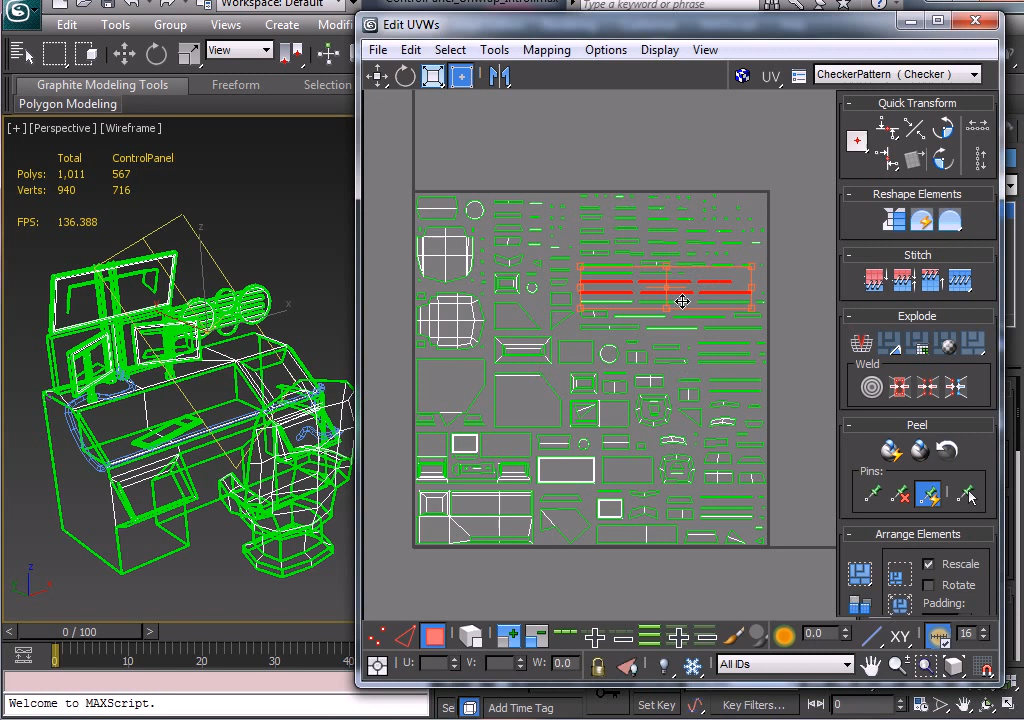 Workspace: Default
Type a keyword or phrase
Edit Tools Group Views Create Modifi
View
Graphite Modeling Tools Freeform Selection
Polygon Modeling
[+][Perspective][Wireframe]
Total ControlPanel
Polys: 1,011 567
Verts: 940 716
FPS: 136.388
z
x
z
0 / 100
0 10 20 30 40
Welcome to MAXScript.
Edit UVWs
File Edit Select Tools Mapping Options Display View
UV CheckerPattern ( Checker )
Quick Transform
Reshape Elements
Stitch
Explode
Weld
Peel
Pins:
Arrange Elements
Rescale
Rotate
Padding:
0.0 XY 16
U: V: W: 0.0 All IDs
Se Add Time Tag Set Key Key Filters... 0